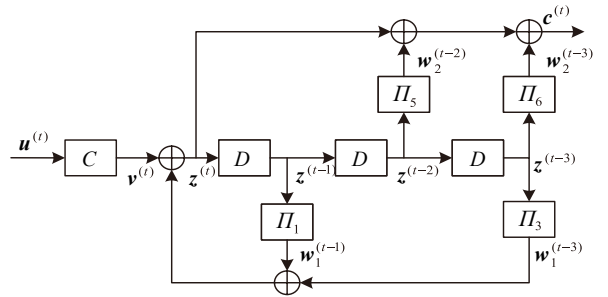 c^{(t)}
w_2^{(t-2)} w_2^{(t-3)}
Π_5 Π_6
u^{(t)}
C D D D
v^{(t)} z^{(t)} z^{(t-1)} z^{(t-2)} z^{(t-3)}
Π_1 Π_3
w_1^{(t-1)} w_1^{(t-3)}